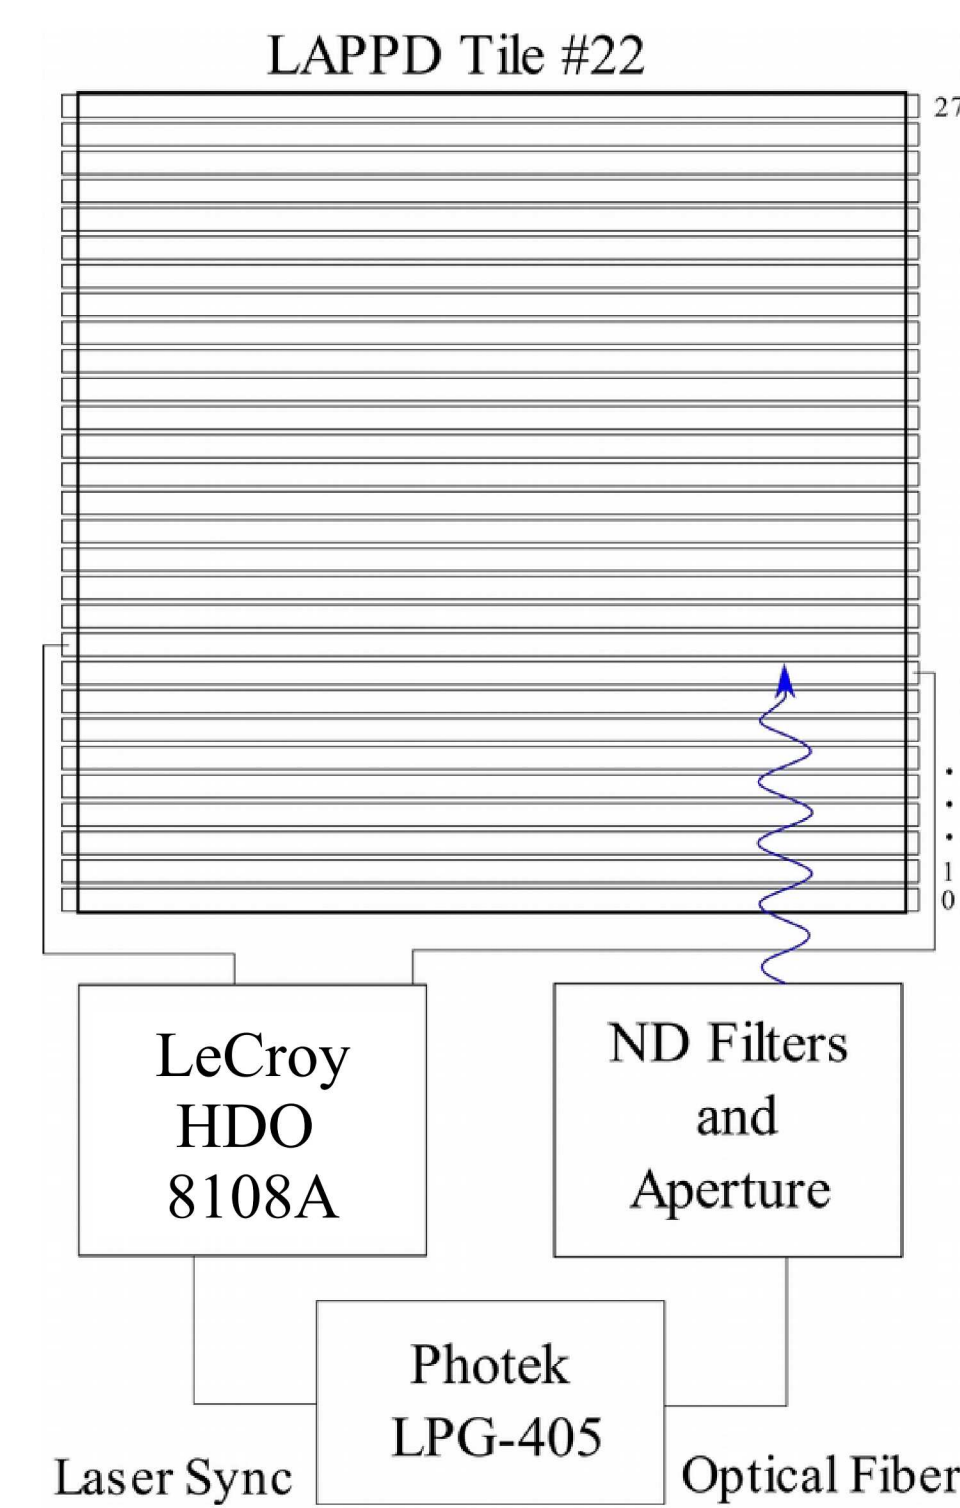 LAPPD Tile #22
27
.
.
.
1
0
LeCroy
HDO
8108A
ND Filters
and
Aperture
Photek
LPG-405
Laser Sync
Optical Fiber